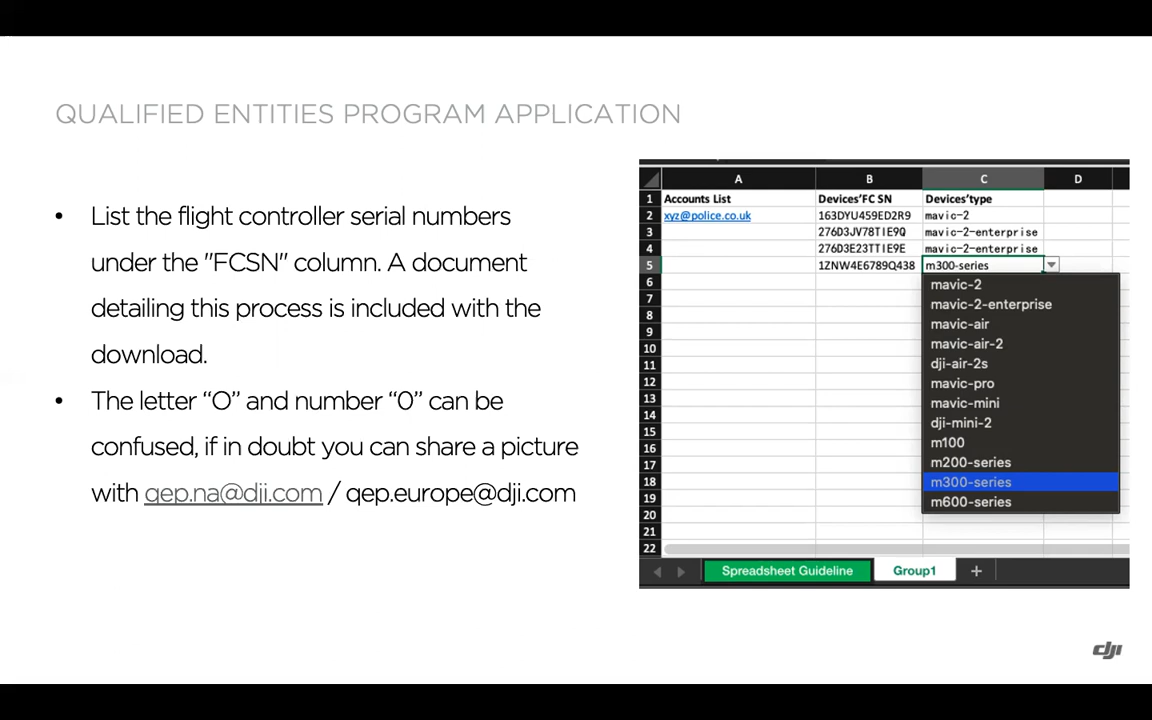 QUALIFIED ENTITIES PROGRAM APPLICATION
• List the flight controller serial numbers
under the "FCSN" column. A document
detailing this process is included with the
download.
• The letter “O” and number “0” can be
confused, if in doubt you can share a picture
with qep.na@dji.com / qep.europe@dji.com
A B C D
1 Accounts List Devices'FC SN Devices'type
2 xyz@police.co.uk 163DYU459ED2R9 mavic-2
3 276D3JV78TIE9Q mavic-2-enterprise
4 276D3E23TTIE9E mavic-2-enterprise
5 1ZNW4E6789Q438 m300-series
6 mavic-2
7 mavic-2-enterprise
8 mavic-air
9 mavic-air-2
10 dji-air-2s
11 mavic-pro
12 mavic-mini
13 dji-mini-2
14 m100
15 m200-series
16 m300-series
17 m600-series
18
19
20
21
22
Spreadsheet Guideline Group1 +
dji